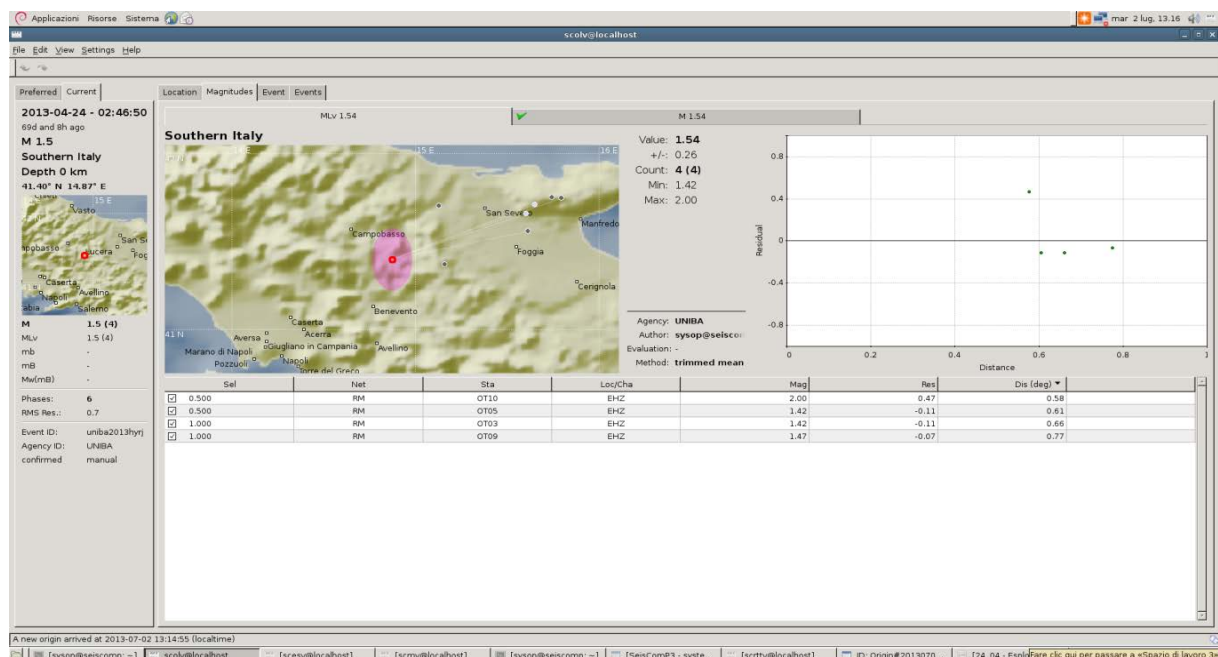 Applicazioni Risorse Sistema
mar 2 lug, 13.16
scolv@localhost
File Edit View Settings Help
Preferred Current
Location Magnitudes Event Events
2013-04-24 - 02:46:50
69d and 8h ago
M 1.5
Southern Italy
Depth 0 km
41.40° N 14.87° E
15 E
Vasto
San Se
mpobasso
Lucera
Fog
Caserta
Avellino
Napoli
abia
Salerno
M 1.5 (4)
MLv 1.5 (4)
mb -
mB -
Mw(mB) -
Phases: 6
RMS Res.: 0.7
Event ID: uniba2013hyrj
Agency ID: UNIBA
confirmed manual
MLv 1.54
M 1.54
Southern Italy
15 E
16 E
San Severo
Campobasso
Manfredo
Foggia
Cerignola
Benevento
Caserta
41 N
Aversa
Acerra
Giugliano in Campania
Avellino
Marano di Napoli
Pozzuoli
Napoli
Torre del Greco
Value: 1.54
+/-: 0.26
Count: 4 (4)
Min: 1.42
Max: 2.00
Agency: UNIBA
Author: sysop@seisco
Evaluation: -
Method: trimmed mean
Residual
0.8
0.4
0
-0.4
-0.8
0 0.2 0.4 0.6 0.8 1
Distance
Sel Net Sta Loc/Cha Mag Res Dis (deg)
0.500 RM OT10 EHZ 2.00 0.47 0.58
0.500 RM OT05 EHZ 1.42 -0.11 0.61
1.000 RM OT03 EHZ 1.42 -0.11 0.66
1.000 RM OT09 EHZ 1.47 -0.07 0.77
A new origin arrived at 2013-07-02 13:14:55 (localtime)
[sysop@seiscomp: ~]
scolv@localhost
[scesv@localhost]
[scmv@localhost]
[sysop@seiscomp: ~]
[SeisComP3 - syste
[scrttv@localhost]
ID: Origin#2013070
[24_04 - Esplo
Fare clic qui per passare a «Spazio di lavoro 3»